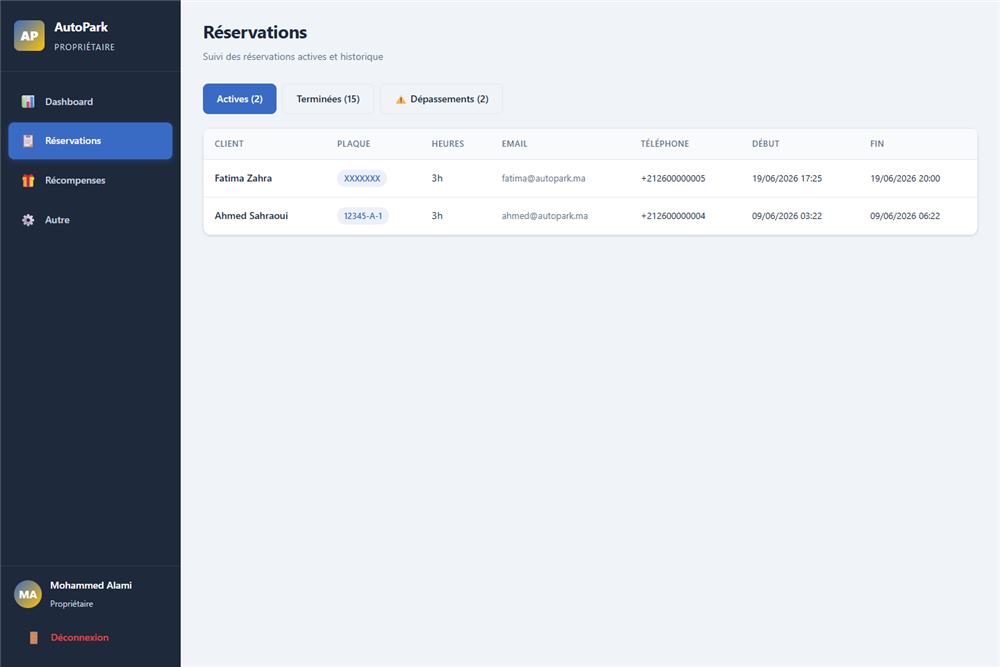 AP
AutoPark
PROPRIÉTAIRE
Dashboard
Réservations
Récompenses
Autre
MA
Mohammed Alami
Propriétaire
Déconnexion
Réservations
Suivi des réservations actives et historique
Actives (2) Terminées (15) Dépassements (2)
CLIENT PLAQUE HEURES EMAIL TÉLÉPHONE DÉBUT FIN
Fatima Zahra XXXXXXX 3h fatima@autopark.ma +212600000005 19/06/2026 17:25 19/06/2026 20:00
Ahmed Sahraoui 12345-A-1 3h ahmed@autopark.ma +212600000004 09/06/2026 03:22 09/06/2026 06:22